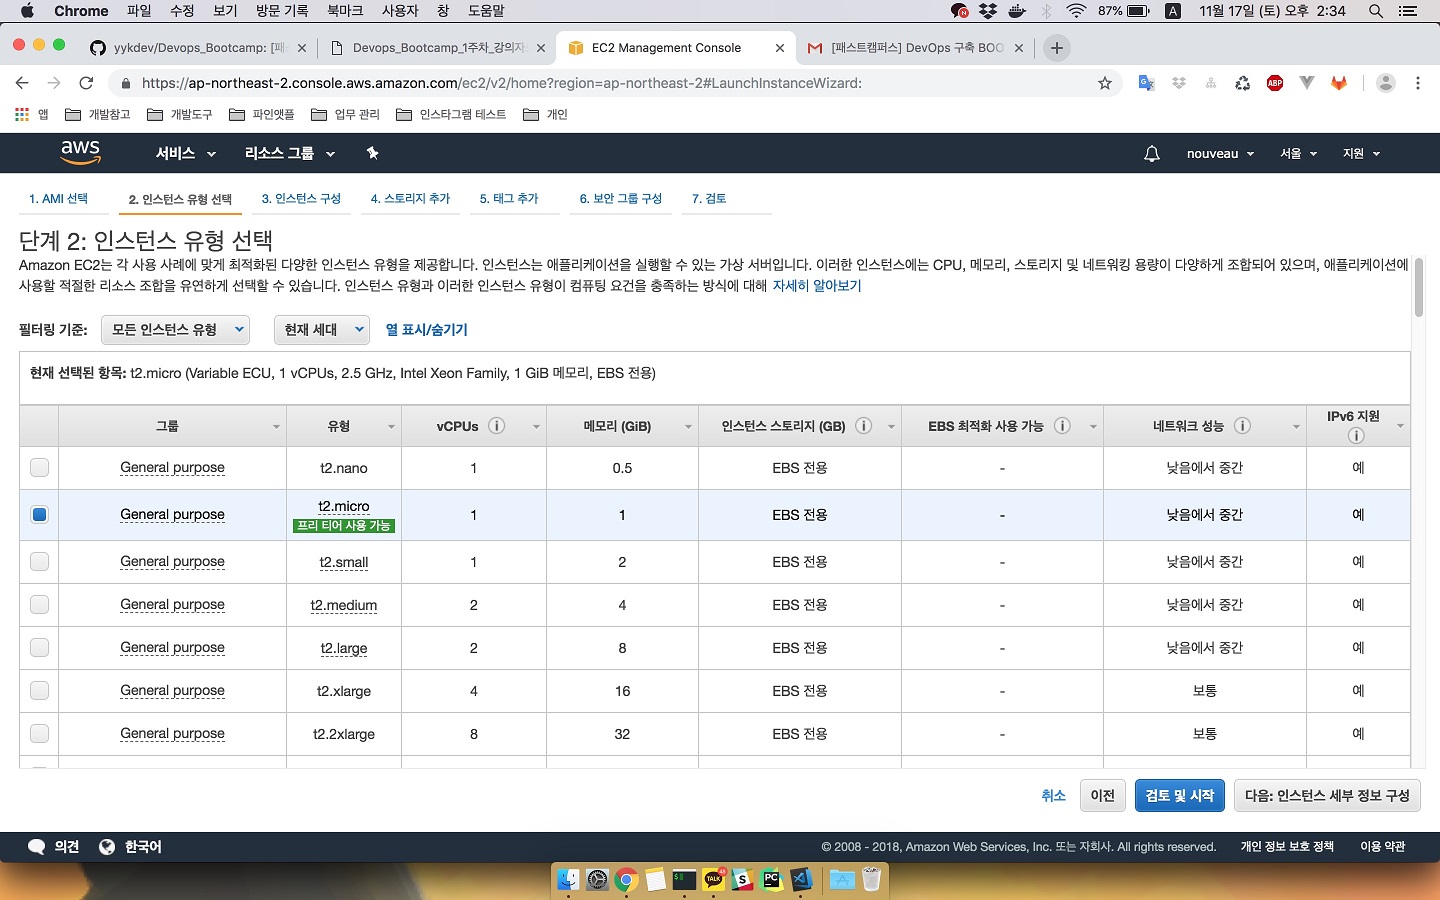 Chrome 파일 수정 보기 방문 기록 북마크 사용자 창 도움말 87% A 11월 17일 (토) 오후 2:34
yykdev/Devops_Bootcamp: [패 Devops_Bootcamp_1주차_강의자 EC2 Management Console [패스트캠퍼스] DevOps 구축 BOO
https://ap-northeast-2.console.aws.amazon.com/ec2/v2/home?region=ap-northeast-2#LaunchInstanceWizard: ABP
앱 개발참고 개발도구 파인앳플 업무 관리 인스타그램 테스트 개인
aws 서비스 리소스 그룹 nouveau 서울 지원
1. AMI 선택 2. 인스턴스 유형 선택 3. 인스턴스 구성 4. 스토리지 추가 5. 태그 추가 6. 보안 그룹 구성 7. 검토
단계 2: 인스턴스 유형 선택
Amazon EC2는 각 사용 사례에 맞게 최적화된 다양한 인스턴스 유형을 제공합니다. 인스턴스는 애플리케이션을 실행할 수 있는 가상 서버입니다. 이러한 인스턴스에는 CPU, 메모리, 스토리지 및 네트워킹 용량이 다양하게 조합되어 있으며, 애플리케이션에
사용할 적절한 리소스 조합을 유연하게 선택할 수 있습니다. 인스턴스 유형과 이러한 인스턴스 유형이 컴퓨팅 요건을 충족하는 방식에 대해 자세히 알아보기
필터링 기준: 모든 인스턴스 유형 현재 세대 열 표시/숨기기
현재 선택된 항목: t2.micro (Variable ECU, 1 vCPUs, 2.5 GHz, Intel Xeon Family, 1 GiB 메모리, EBS 전용)
그룹 유형 vCPUs 메모리 (GiB) 인스턴스 스토리지 (GB) EBS 최적화 사용 가능 네트워크 성능 IPv6 지원
General purpose t2.nano 1 0.5 EBS 전용 - 낮음에서 중간 예
General purpose t2.micro 프리 티어 사용 가능 1 1 EBS 전용 - 낮음에서 중간 예
General purpose t2.small 1 2 EBS 전용 - 낮음에서 중간 예
General purpose t2.medium 2 4 EBS 전용 - 낮음에서 중간 예
General purpose t2.large 2 8 EBS 전용 - 낮음에서 중간 예
General purpose t2.xlarge 4 16 EBS 전용 - 보통 예
General purpose t2.2xlarge 8 32 EBS 전용 - 보통 예
취소 이전 검토 및 시작 다음: 인스턴스 세부 정보 구성
의견 한국어 © 2008 - 2018, Amazon Web Services, Inc. 또는 자회사. All rights reserved. 개인 정보 보호 정책 이용 약관
TALK S PC